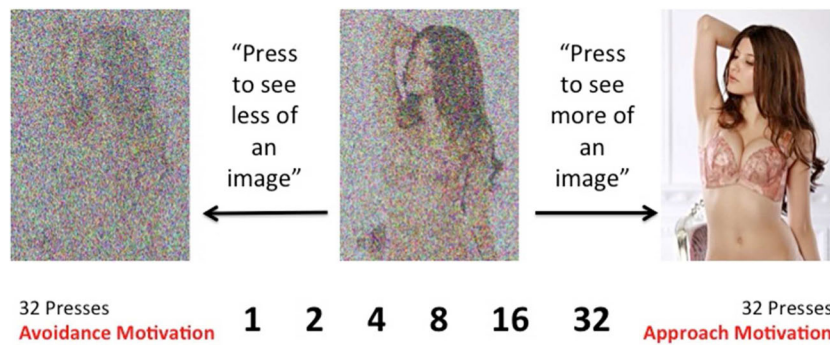 “Press
to see
less of
an
image”
“Press
to see
more of
an
image”
32 Presses
Avoidance Motivation
1 2 4 8 16 32
32 Presses
Approach Motivation